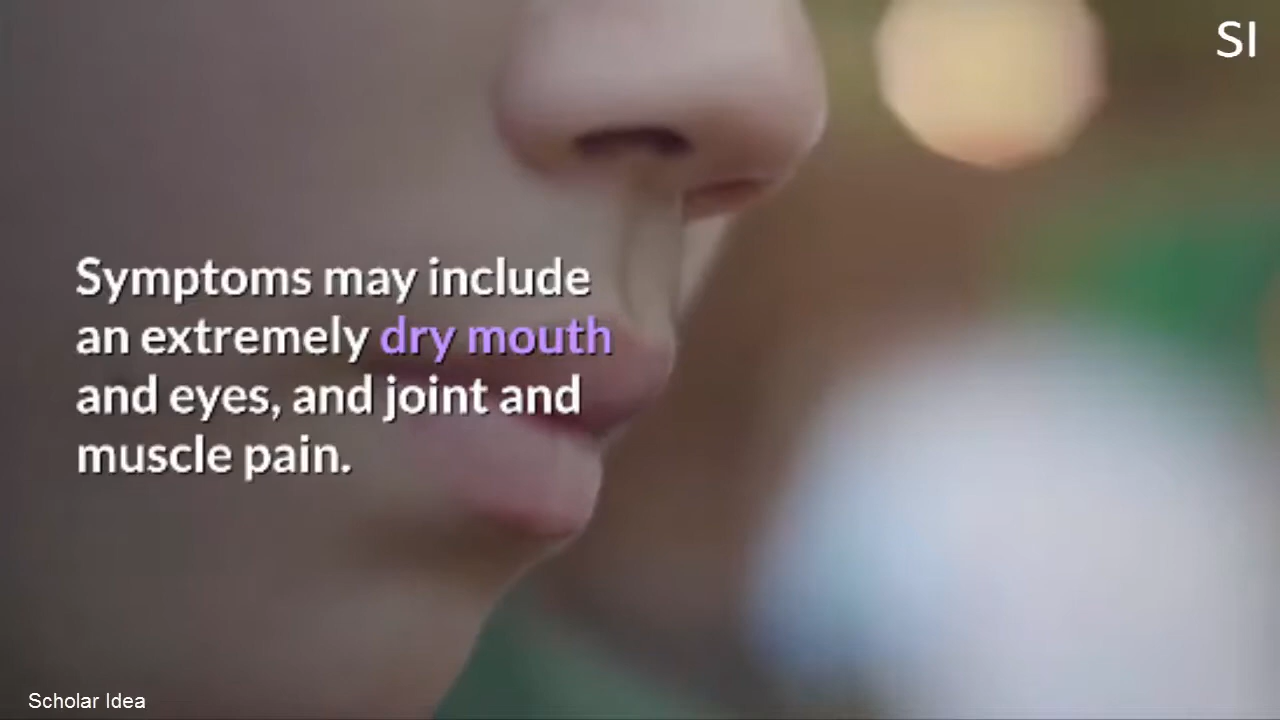 SI
Symptoms may include
an extremely dry mouth
and eyes, and joint and
muscle pain.
Scholar Idea